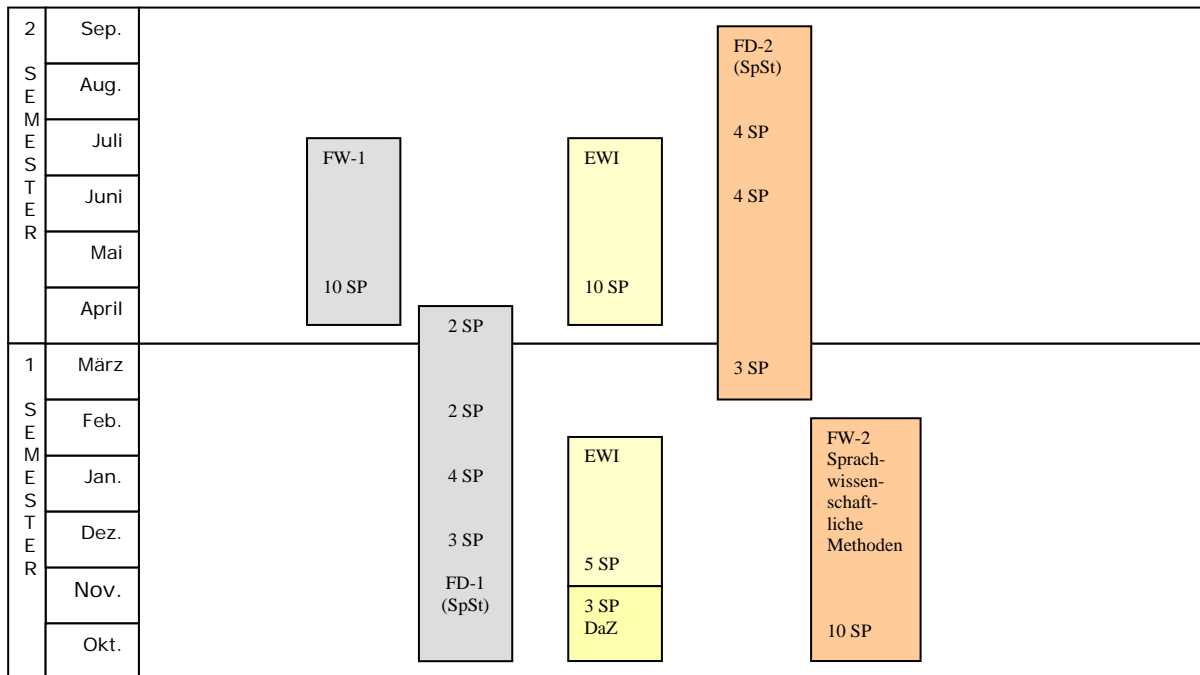 2
SEMESTER
Sep.
Aug.
Juli
Juni
Mai
April
FW-1
10 SP
EWI
10 SP
FD-2
(SpSt)
4 SP
4 SP
3 SP
1
SEMESTER
März
Feb.
Jan.
Dez.
Nov.
Okt.
2 SP
2 SP
4 SP
3 SP
FD-1
(SpSt)
EWI
5 SP
3 SP
DaZ
FW-2
Sprach-
wissen-
schaft-
liche
Methoden
10 SP